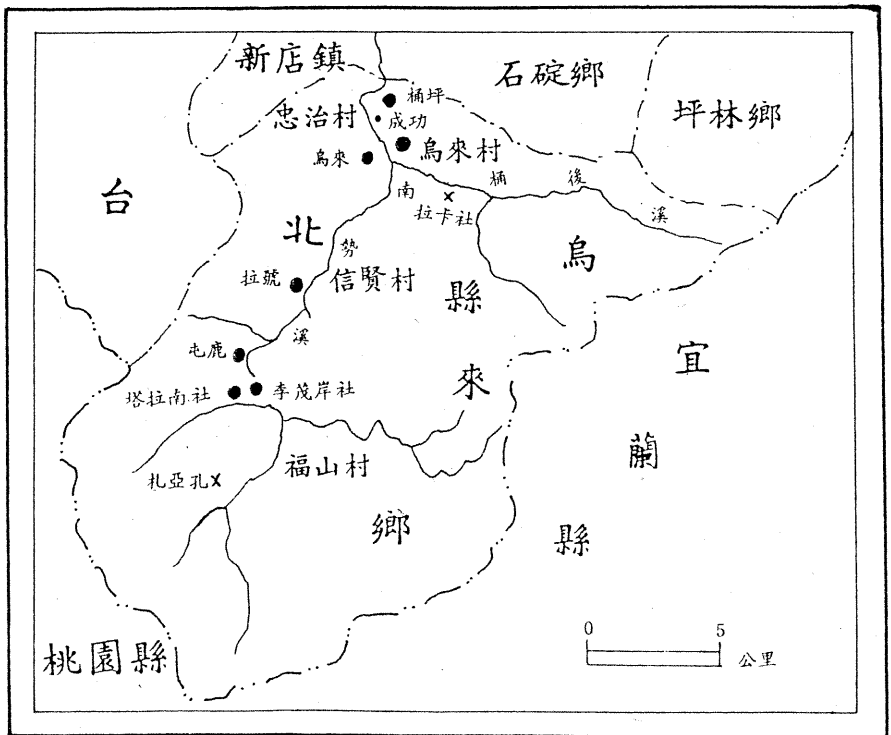 新店鎮
石碇鄉
坪林鄉
桶坪
成功
忠治村
烏來村
烏來
桶後溪
拉卡社
南勢溪
台北縣
烏來鄉
拉號
信賢村
屯鹿
塔拉南社
李茂岸社
福山村
札亞孔
宜蘭縣
桃園縣
0 5
公里